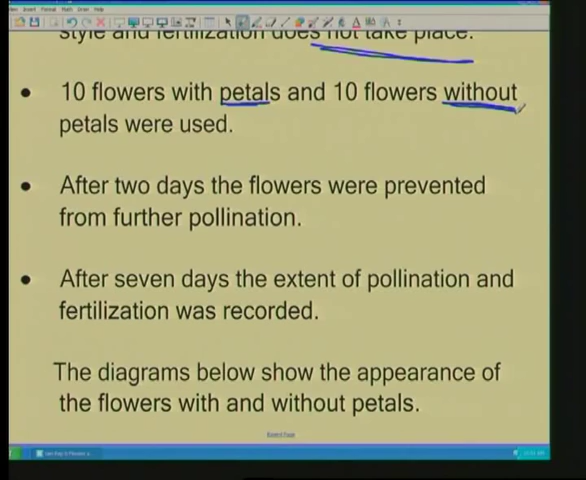 style and fertilization does not take place.
• 10 flowers with petals and 10 flowers without
petals were used.
• After two days the flowers were prevented
from further pollination.
• After seven days the extent of pollination and
fertilization was recorded.
The diagrams below show the appearance of
the flowers with and without petals.